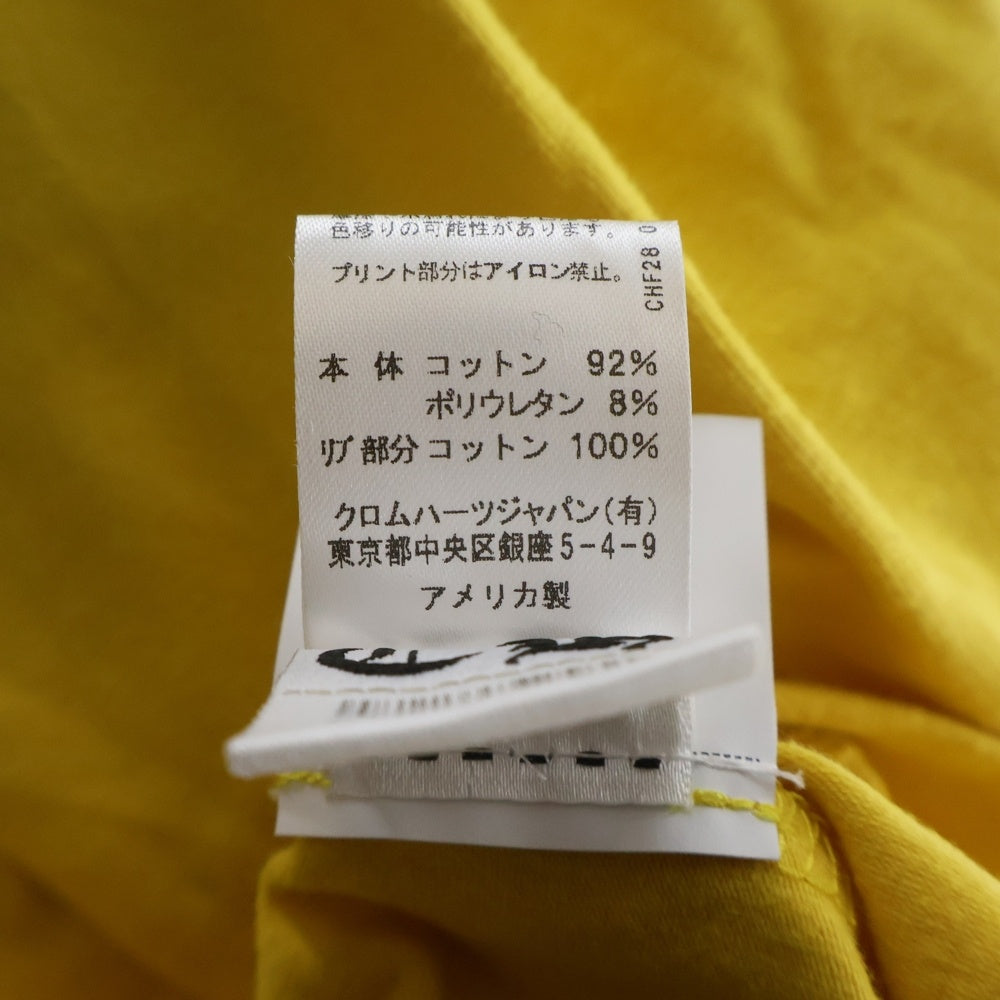 色移りの可能性があります。
プリント部分はアイロン禁止。
CHF28 0
本 体 コットン 92%
ポリウレタン 8%
リブ部分 コットン 100%
クロムハーツジャパン(有)
東京都中央区銀座5-4-9
アメリカ製